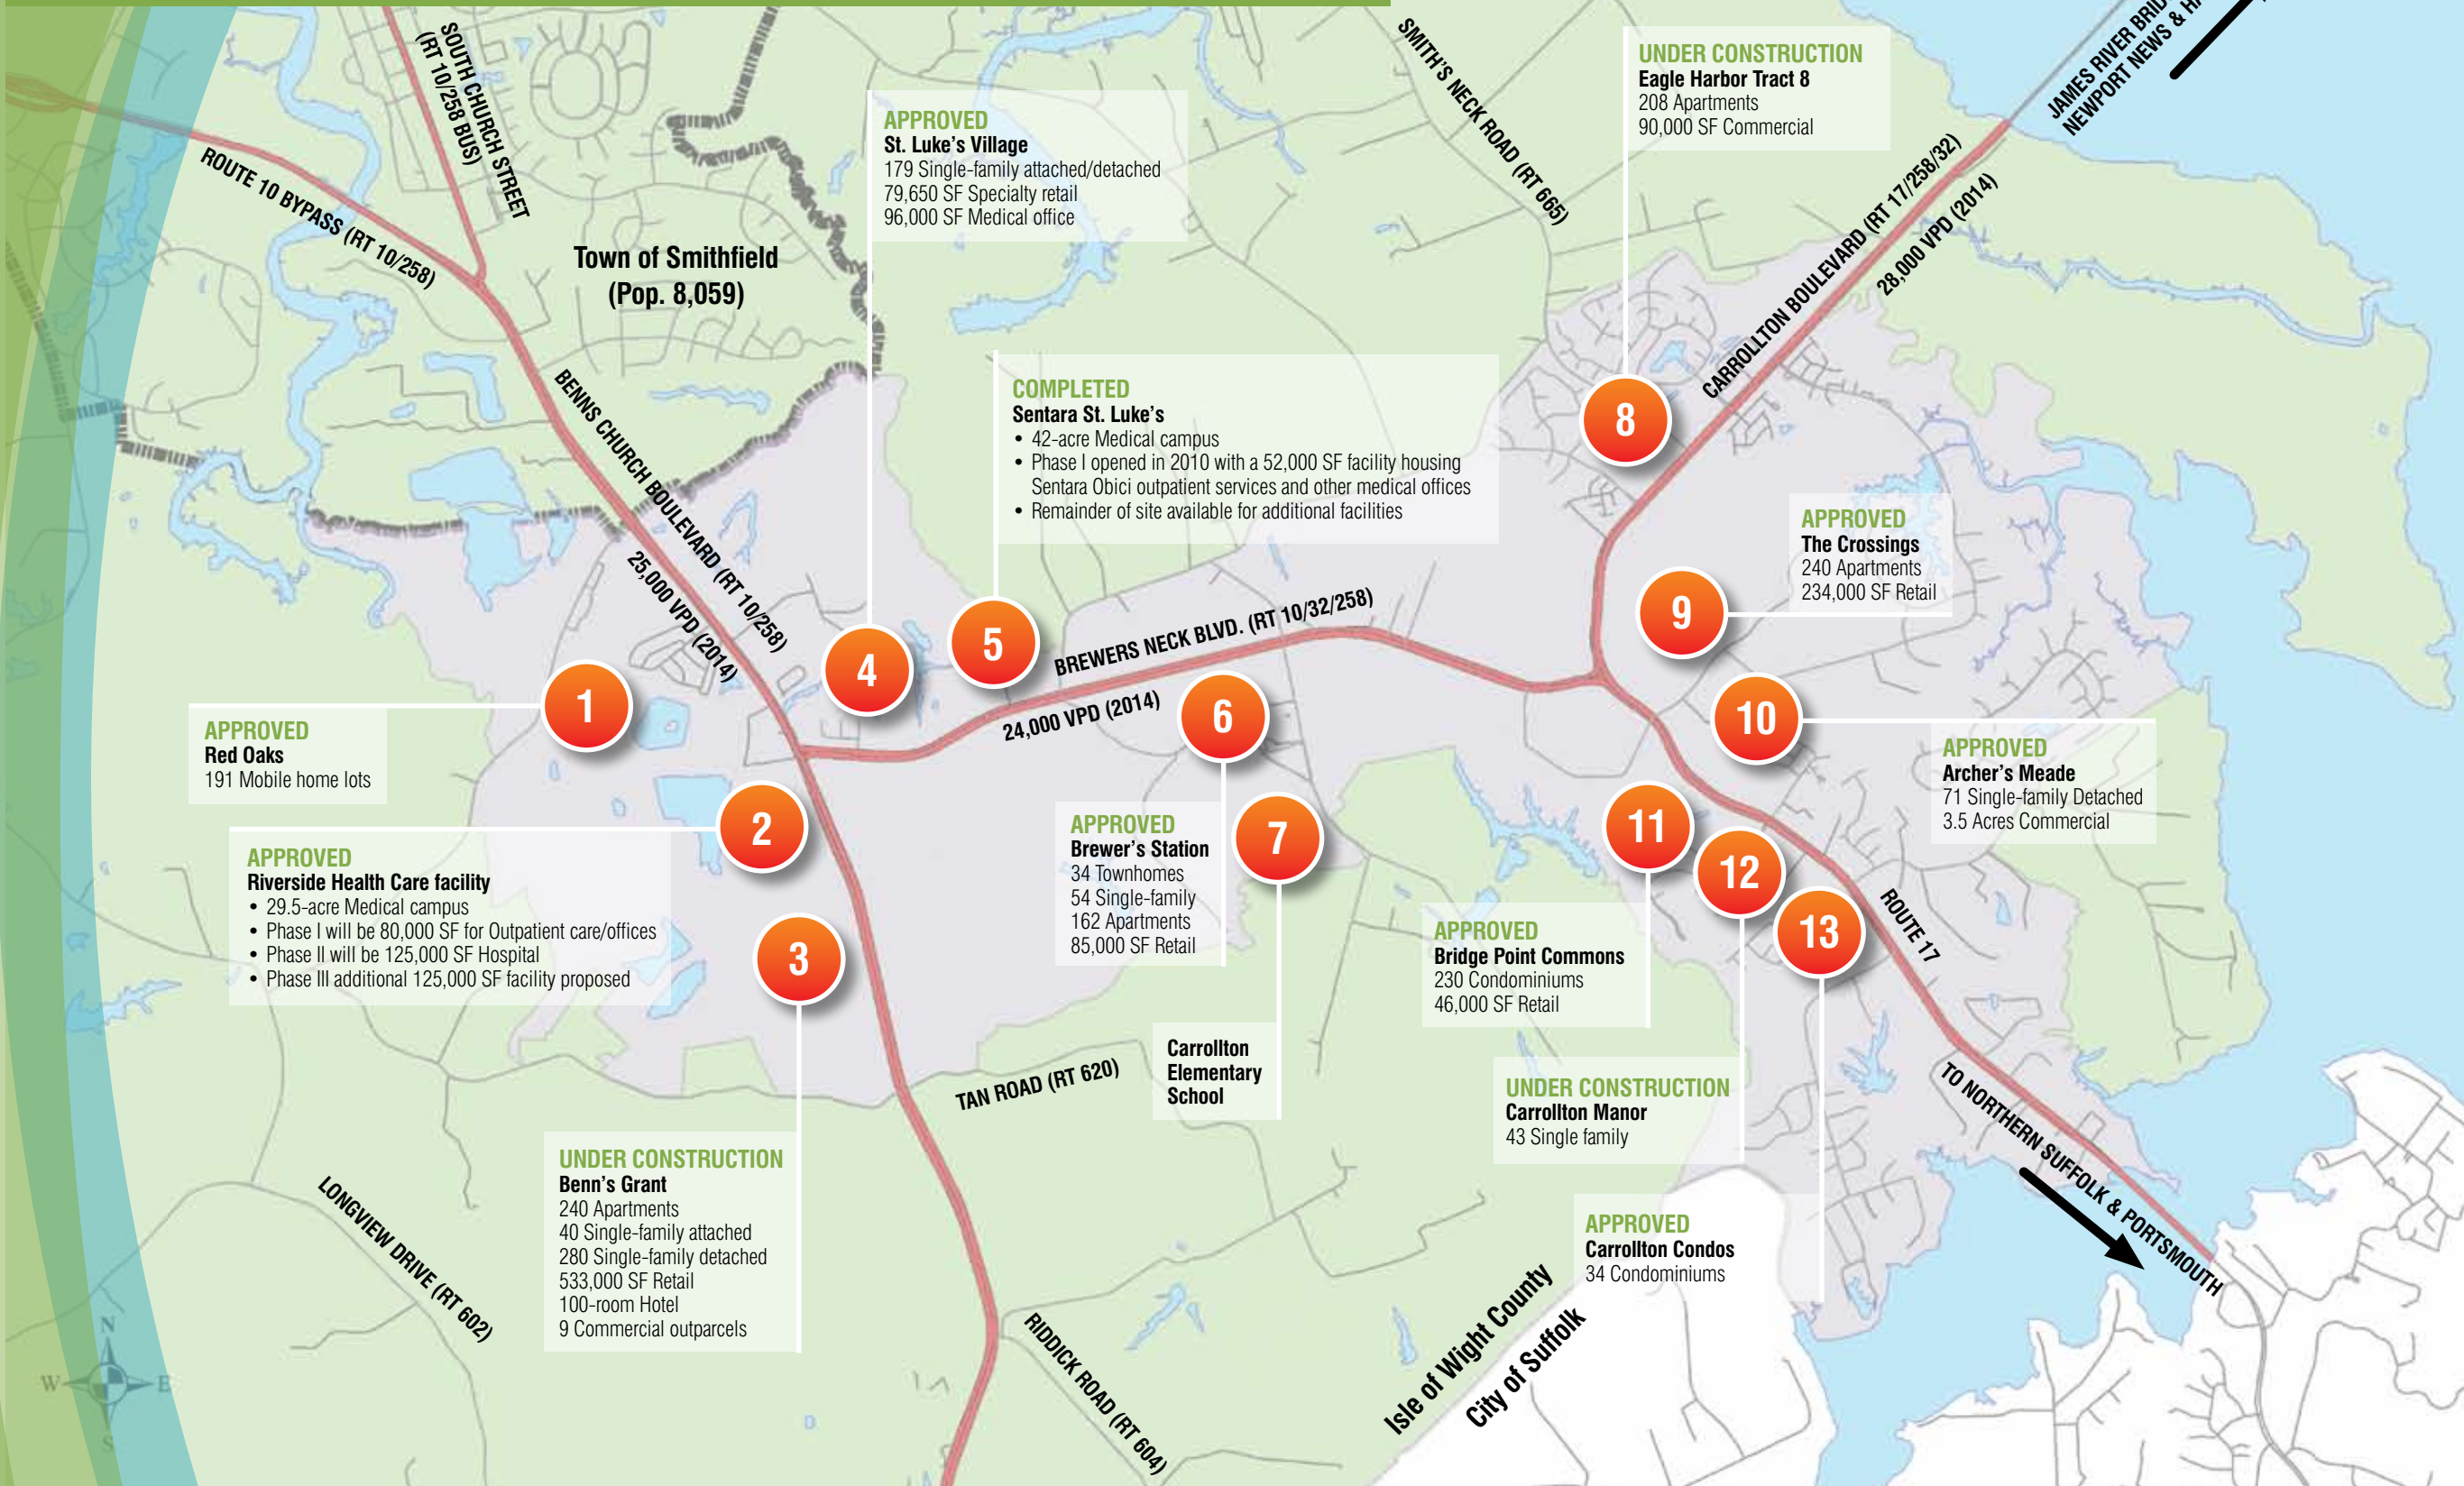 SOUTH CHURCH STREET
(RT 10/258 BUS)
ROUTE 10 BYPASS (RT 10/258)
Town of Smithfield
(Pop. 8,059)
APPROVED
St. Luke's Village
179 Single-family attached/detached
79,650 SF Specialty retail
96,000 SF Medical office
SMITH'S NECK ROAD (RT 665)
UNDER CONSTRUCTION
Eagle Harbor Tract 8
208 Apartments
90,000 SF Commercial
JAMES RIVER
NEWPORT NEWS &
CARROLLTON BOULEVARD (RT 17/258/32)
28,000 VPD (2014)
BENNS CHURCH BOULEVARD (RT 10/258)
25,000 VPD (2014)
COMPLETED
Sentara St. Luke's
• 42-acre Medical campus
• Phase I opened in 2010 with a 52,000 SF facility housing
Sentara Obici outpatient services and other medical offices
• Remainder of site available for additional facilities
8
APPROVED
The Crossings
240 Apartments
234,000 SF Retail
9
BREWERS NECK BLVD. (RT 10/32/258)
24,000 VPD (2014)
5
4
1
6
10
APPROVED
Red Oaks
191 Mobile home lots
APPROVED
Archer's Meade
71 Single-family Detached
3.5 Acres Commercial
2
APPROVED
Riverside Health Care facility
• 29.5-acre Medical campus
• Phase I will be 80,000 SF for Outpatient care/offices
• Phase II will be 125,000 SF Hospital
• Phase III additional 125,000 SF facility proposed
3
APPROVED
Brewer's Station
34 Townhomes
54 Single-family
162 Apartments
85,000 SF Retail
7
11
12
13
ROUTE 17
APPROVED
Bridge Point Commons
230 Condominiums
46,000 SF Retail
Carrollton
Elementary
School
TAN ROAD (RT 620)
UNDER CONSTRUCTION
Carrollton Manor
43 Single family
TO NORTHERN SUFFOLK & PORTSMOUTH
UNDER CONSTRUCTION
Benn's Grant
240 Apartments
40 Single-family attached
280 Single-family detached
533,000 SF Retail
100-room Hotel
9 Commercial outparcels
APPROVED
Carrollton Condos
34 Condominiums
LONGVIEW DRIVE (RT 602)
RIDDICK ROAD (RT 604)
Isle of Wight County
City of Suffolk
N
W E
S